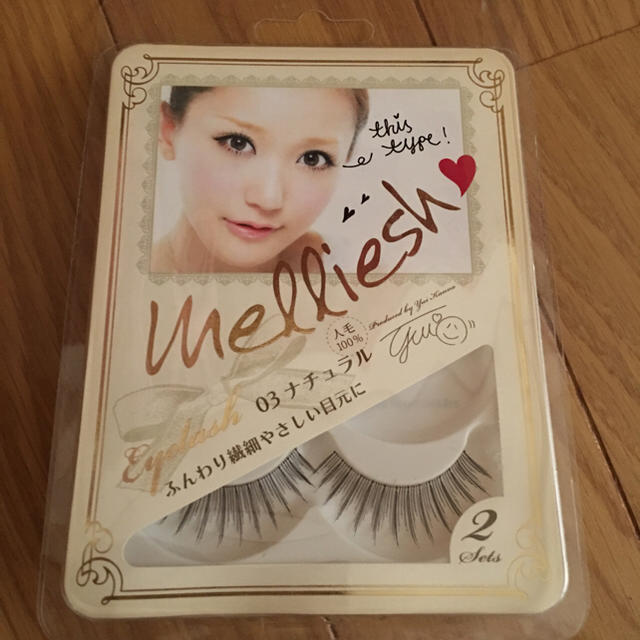 this
type!
melliesh
人毛
100%
Produced by Yui Kanno
yui
Eyelash
03 ナチュラル
ふんわり繊細やさしい目元に
2
Sets